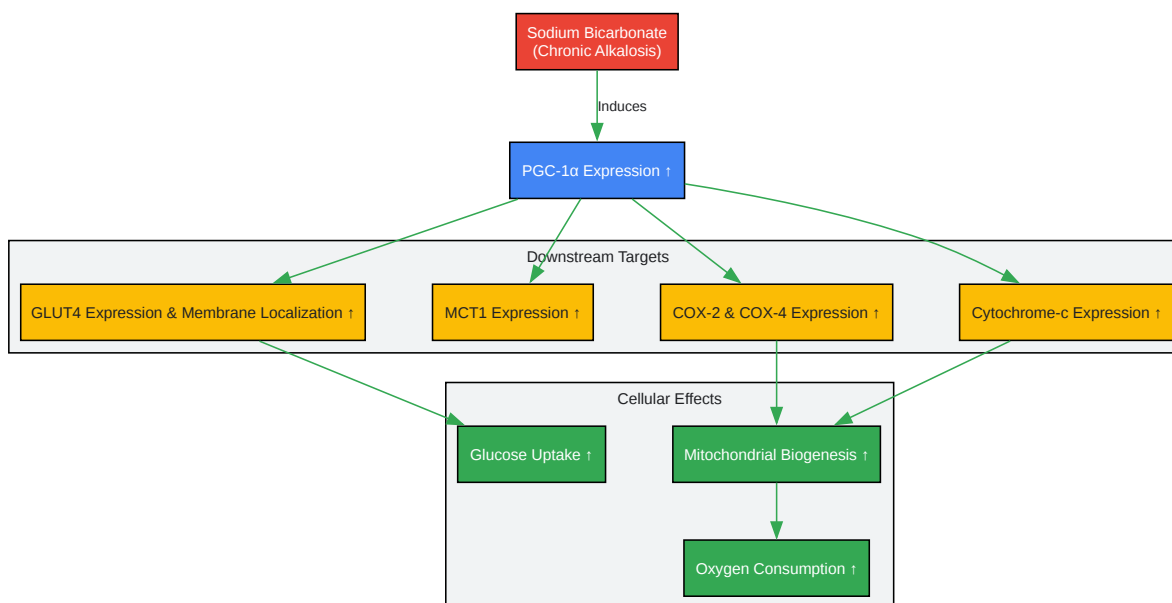 Sodium Bicarbonate
(Chronic Alkalosis)
Induces
PGC-1α Expression ↑
Downstream Targets
GLUT4 Expression & Membrane Localization ↑
MCT1 Expression ↑
COX-2 & COX-4 Expression ↑
Cytochrome-c Expression ↑
Cellular Effects
Glucose Uptake ↑
Mitochondrial Biogenesis ↑
Oxygen Consumption ↑